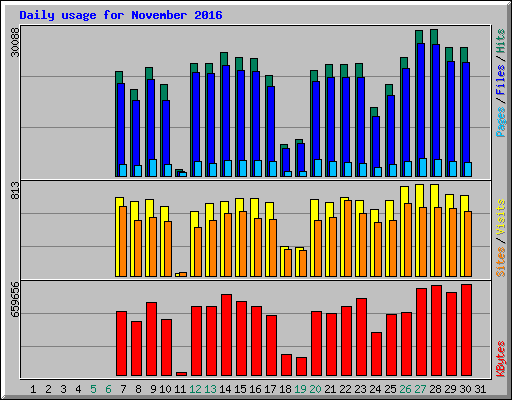 Daily usage for November 2016
30088
Pages / Files / Hits
813
Sites / Visits
659656
KBytes
1 2 3 4 5 6 7 8 9 10 11 12 13 14 15 16 17 18 19 20 21 22 23 24 25 26 27 28 29 30 31